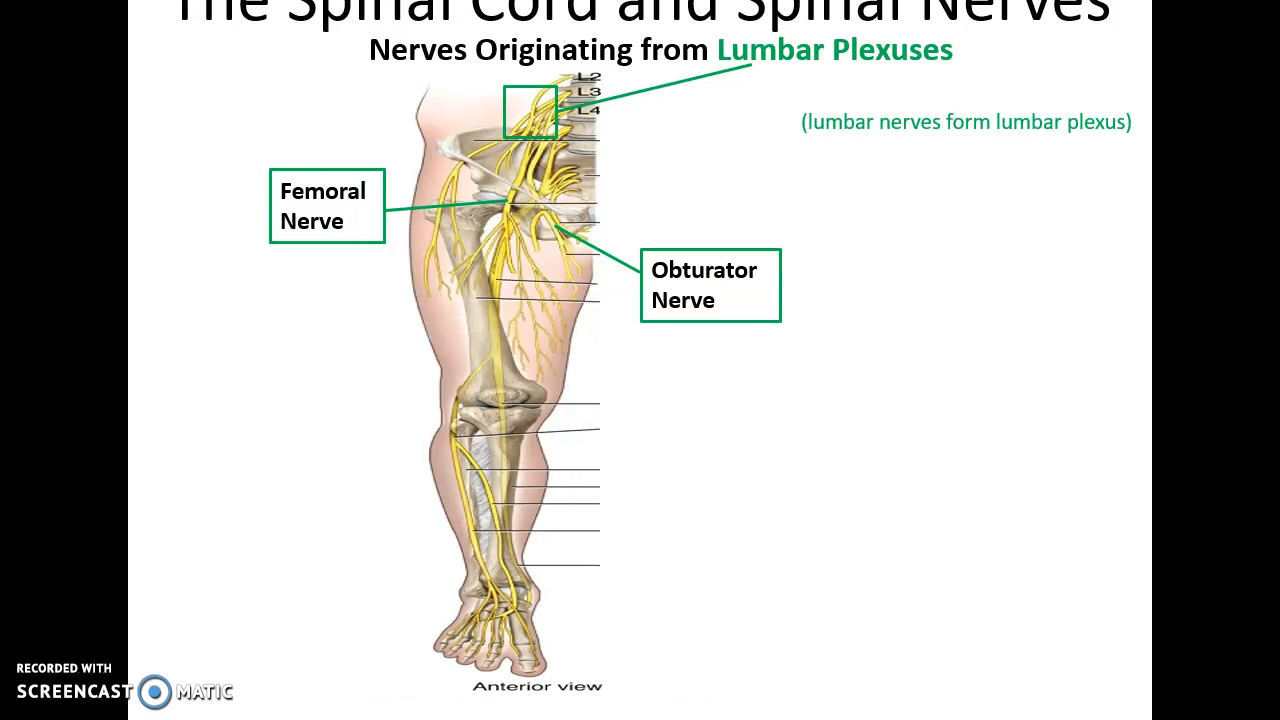 The Spinal Cord and Spinal Nerves
Nerves Originating from Lumbar Plexuses
L2
L3
L4
(lumbar nerves form lumbar plexus)
Femoral
Nerve
Obturator
Nerve
RECORDED WITH
SCREENCAST MATIC
Anterior view